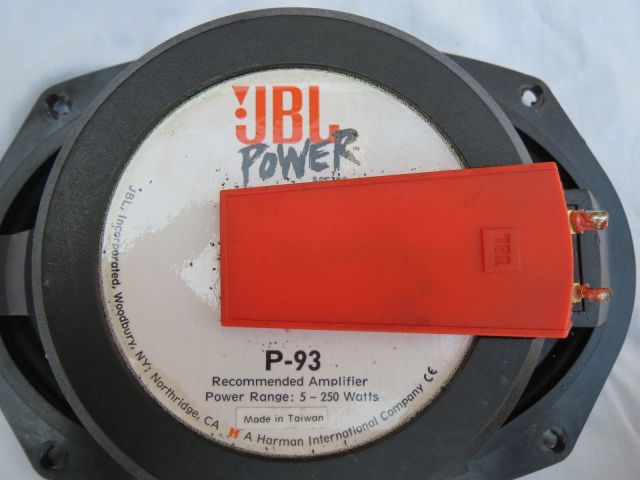 JBL
POWER™
JBL
P-93
Recommended Amplifier
Power Range: 5 – 250 Watts
Made in Taiwan
JBL, Incorporated, Woodbury, NY; Northridge, CA H A Harman International Company CE